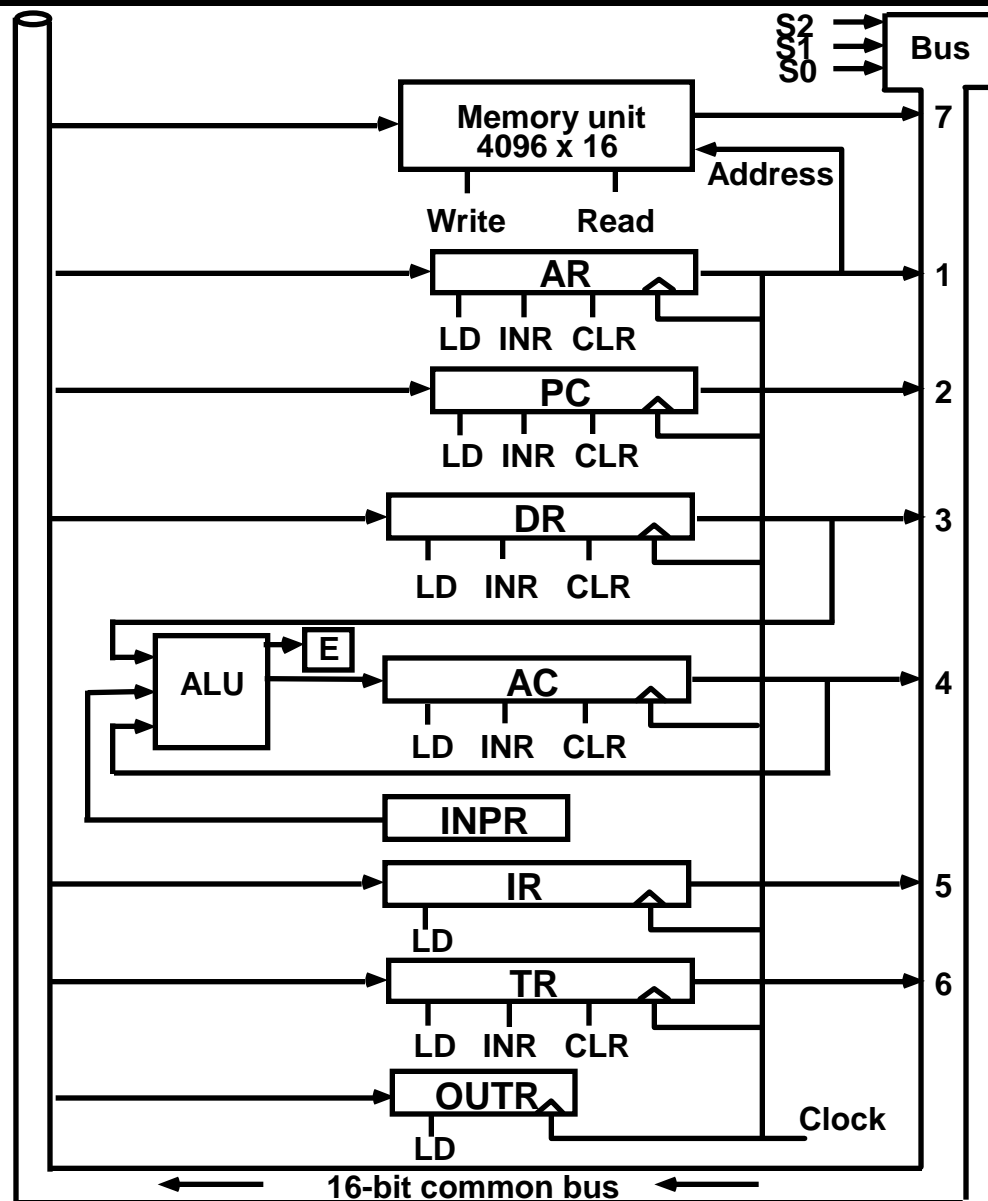 S2
S1
S0
Bus
Memory unit
4096 x 16
7
Address
Write Read
AR
1
LD INR CLR
PC
2
LD INR CLR
DR
3
LD INR CLR
E
ALU
AC
4
LD INR CLR
INPR
IR
5
LD
TR
6
LD INR CLR
OUTR
LD
Clock
16-bit common bus